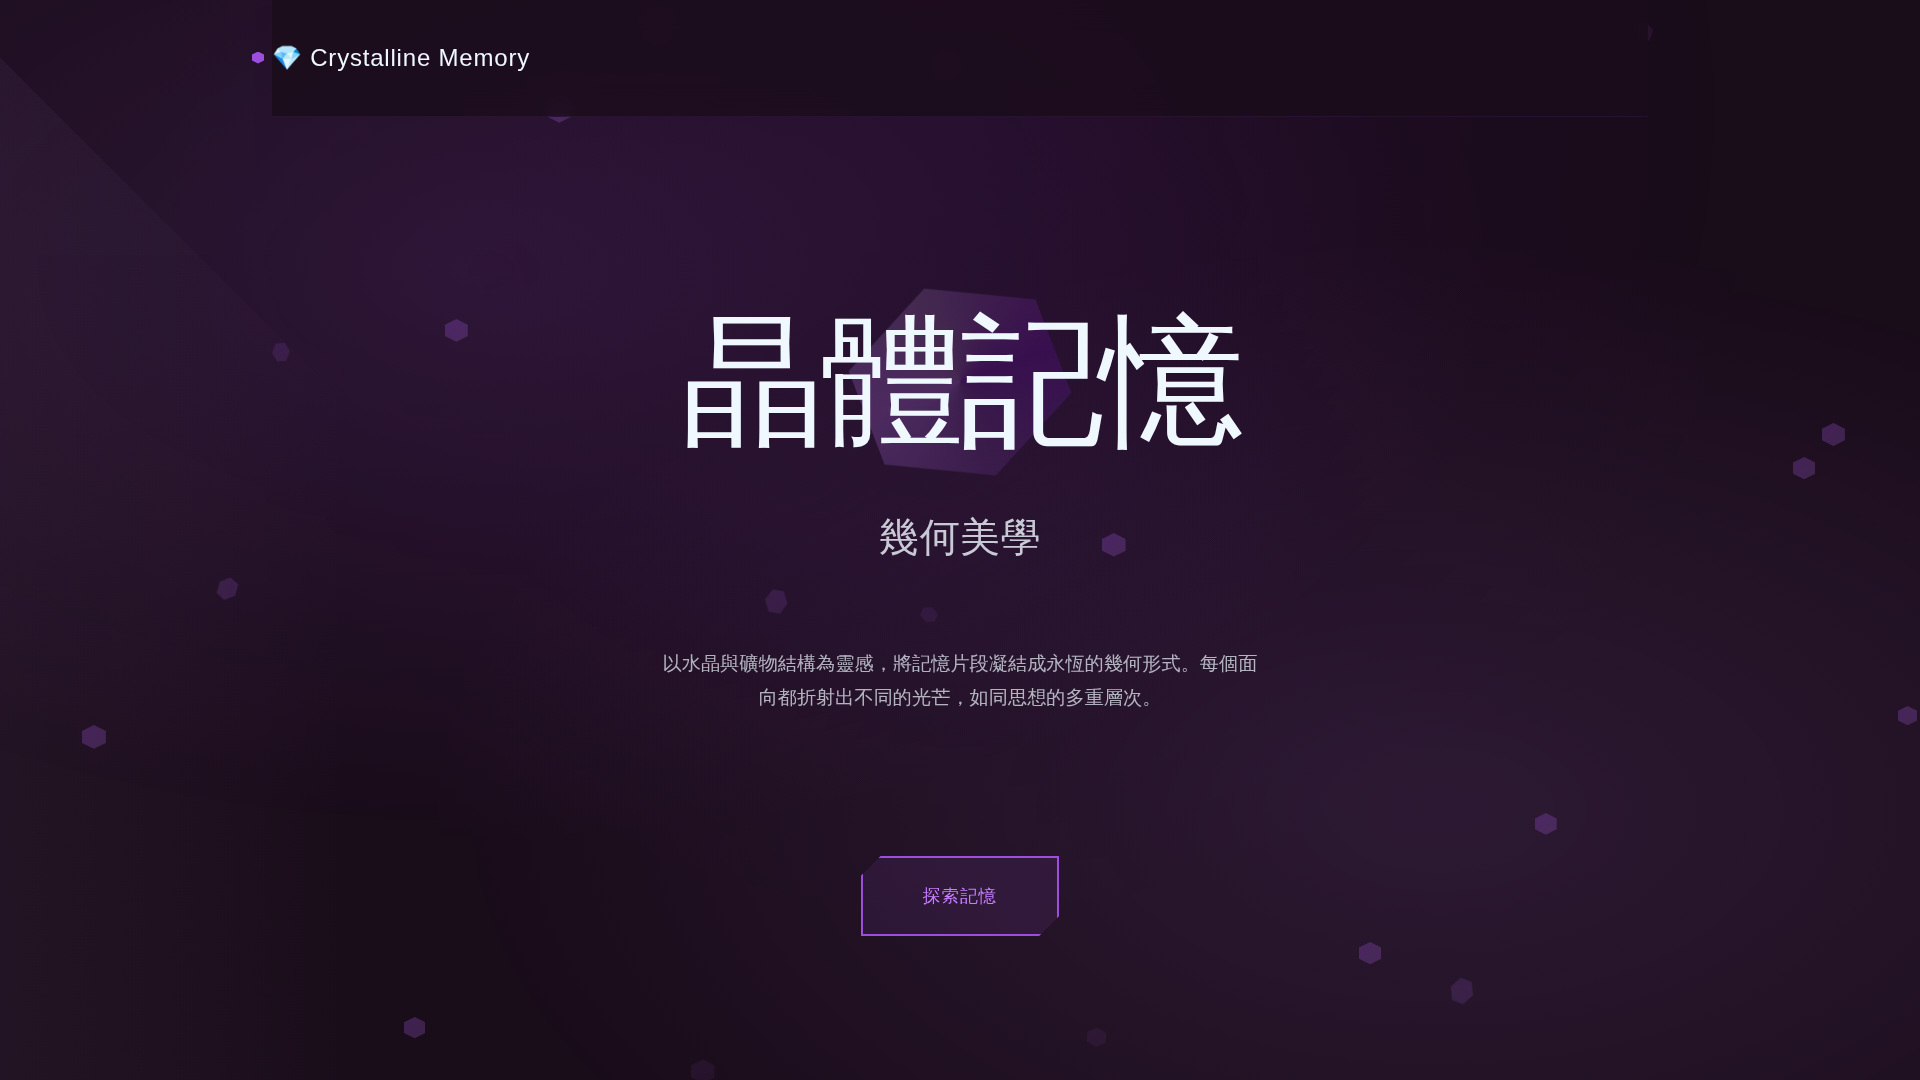 💎 Crystalline Memory
晶體記憶
幾何美學
以水晶與礦物結構為靈感，將記憶片段凝結成永恆的幾何形式。每個面
向都折射出不同的光芒，如同思想的多重層次。
探索記憶